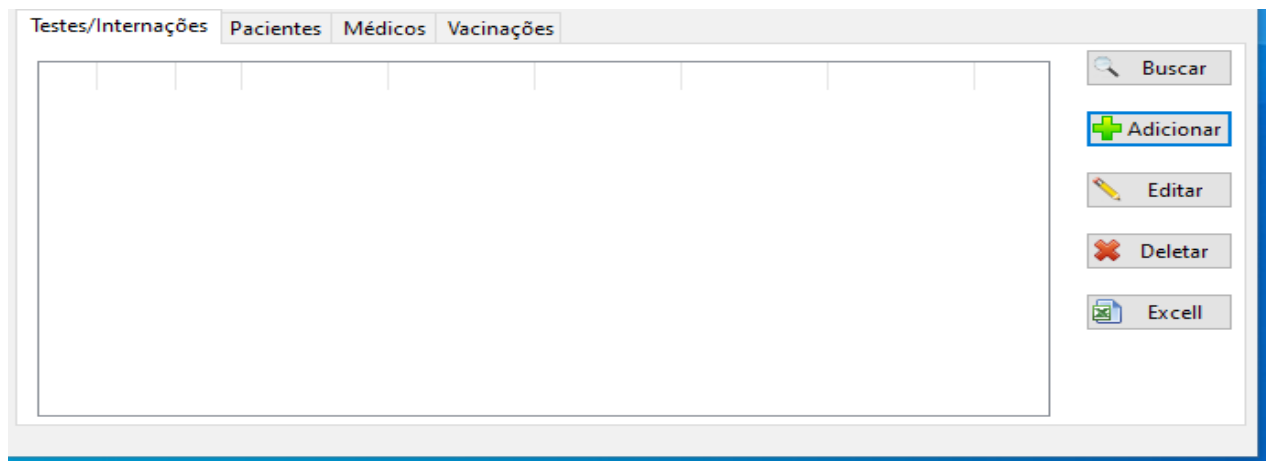 Testes/Internações Pacientes Médicos Vacinações
Buscar
Adicionar
Editar
Deletar
Excell